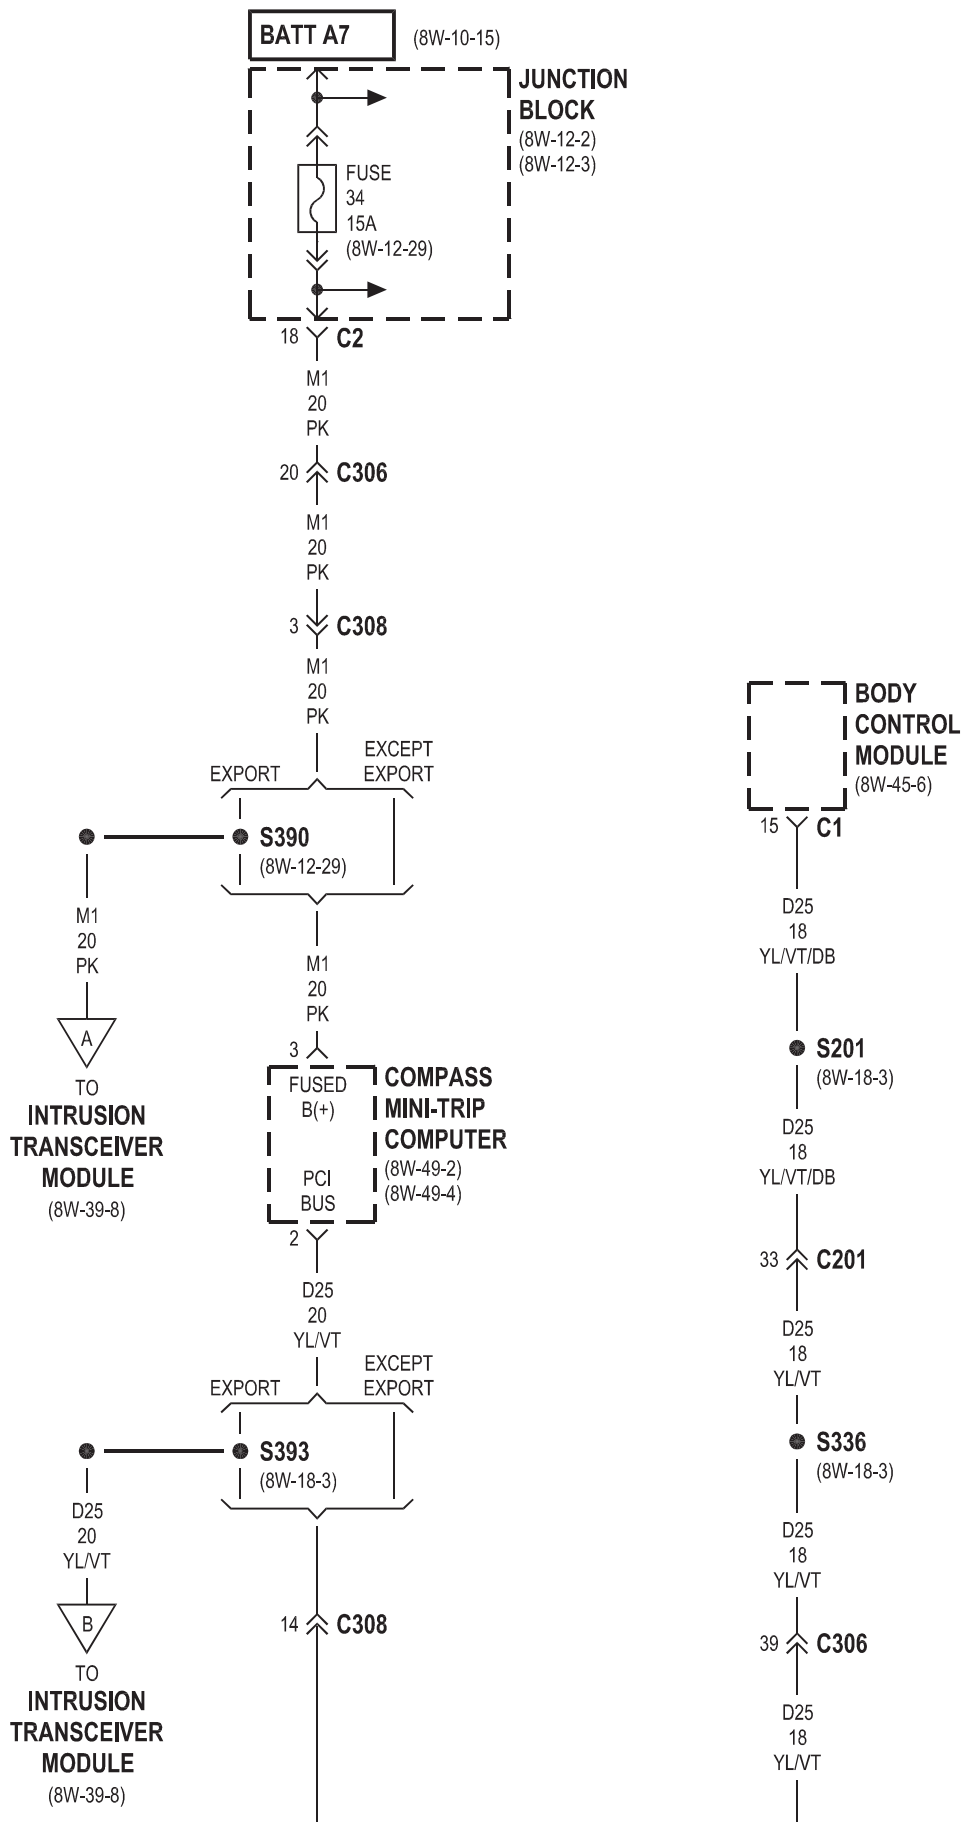 BATT A7
(8W-10-15)
JUNCTION
BLOCK
(8W-12-2)
(8W-12-3)
FUSE
34
15A
(8W-12-29)
18
C2
M1
20
PK
20
C306
M1
20
PK
3
C308
M1
20
PK
EXPORT
EXCEPT
EXPORT
S390
(8W-12-29)
M1
20
PK
A
TO
INTRUSION
TRANSCEIVER
MODULE
(8W-39-8)
M1
20
PK
3
FUSED
B(+)
PCI
BUS
COMPASS
MINI-TRIP
COMPUTER
(8W-49-2)
(8W-49-4)
2
D25
20
YL/VT
EXPORT
EXCEPT
EXPORT
S393
(8W-18-3)
D25
20
YL/VT
B
TO
INTRUSION
TRANSCEIVER
MODULE
(8W-39-8)
14
C308
BODY
CONTROL
MODULE
(8W-45-6)
15
C1
D25
18
YL/VT/DB
S201
(8W-18-3)
D25
18
YL/VT/DB
33
C201
D25
18
YL/VT
S336
(8W-18-3)
D25
18
YL/VT
39
C306
D25
18
YL/VT